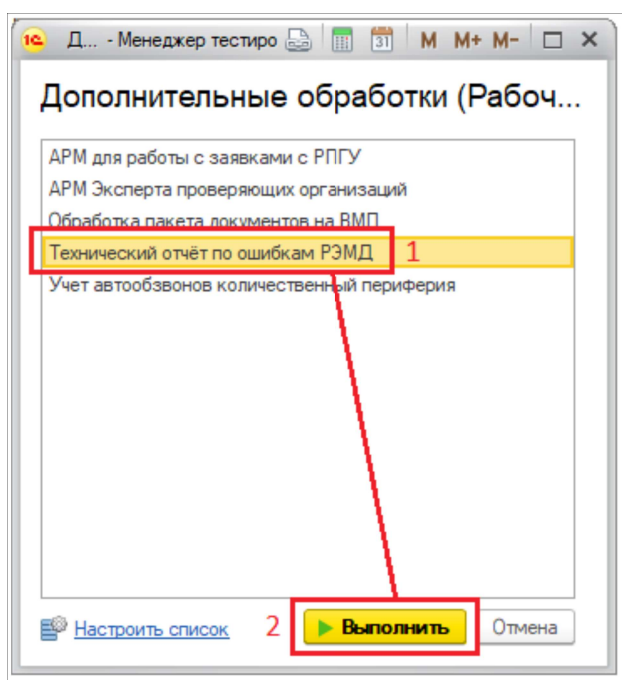 1С Д... - Менеджер тестиро 31 M M+ M-
Дополнительные обработки (Рабоч...
АРМ для работы с заявками с РПГУ
АРМ Эксперта проверяющих организаций
Обработка пакета документов на ВМП
Технический отчёт по ошибкам РЭМД 1
Учет автообзвонов количественный периферия
Настроить список 2 Выполнить Отмена